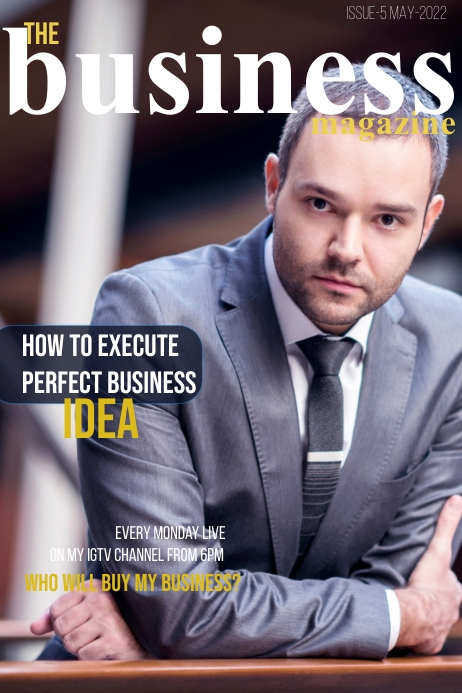 ISSUE-5 MAY-2022
THE
business
magazine
HOW TO EXECUTE
PERFECT BUSINESS
IDEA
EVERY MONDAY LIVE
ON MY IGTV CHANNEL FROM 6PM
WHO WILL BUY MY BUSINESS?